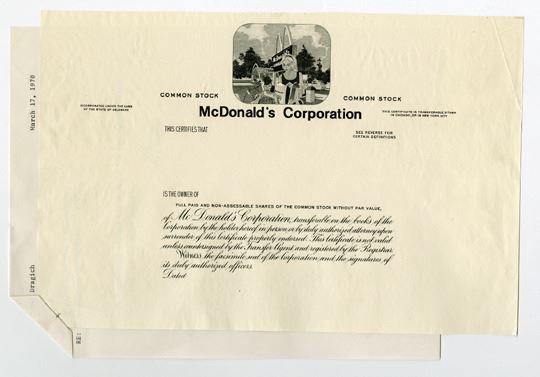 McDonald's
COMMON STOCK
COMMON STOCK
INCORPORATED UNDER THE LAWS
OF THE STATE OF DELAWARE
THIS CERTIFICATE IS TRANSFERABLE EITHER
IN CHICAGO, OR IN NEW YORK CITY
McDonald's Corporation
THIS CERTIFIES THAT
SEE REVERSE FOR
CERTAIN DEFINITIONS
IS THE OWNER OF
FULL PAID AND NON-ASSESSABLE SHARES OF THE COMMON STOCK WITHOUT PAR VALUE,
of McDonald's Corporation, transferable on the books of the
Corporation by the holder hereof in person or by duly authorized attorney upon
surrender of this certificate properly endorsed. This certificate is not valid
unless countersigned by the Transfer Agent and registered by the Registrar.
Witness the facsimile seal of the Corporation and the signatures of
its duly authorized officers.
Dated
March 17, 1970
Dragich
RE: